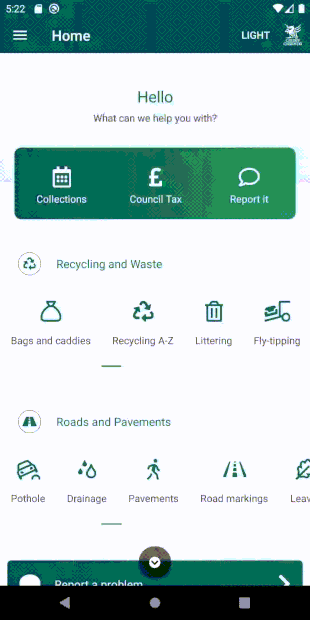 5:22
Home
LIGHT
Hello
What can we help you with?
Collections
Council Tax
Report it
Recycling and Waste
Bags and caddies
Recycling A-Z
Littering
Fly-tipping
Roads and Pavements
Pothole
Drainage
Pavements
Road markings
Leav
Report a problem